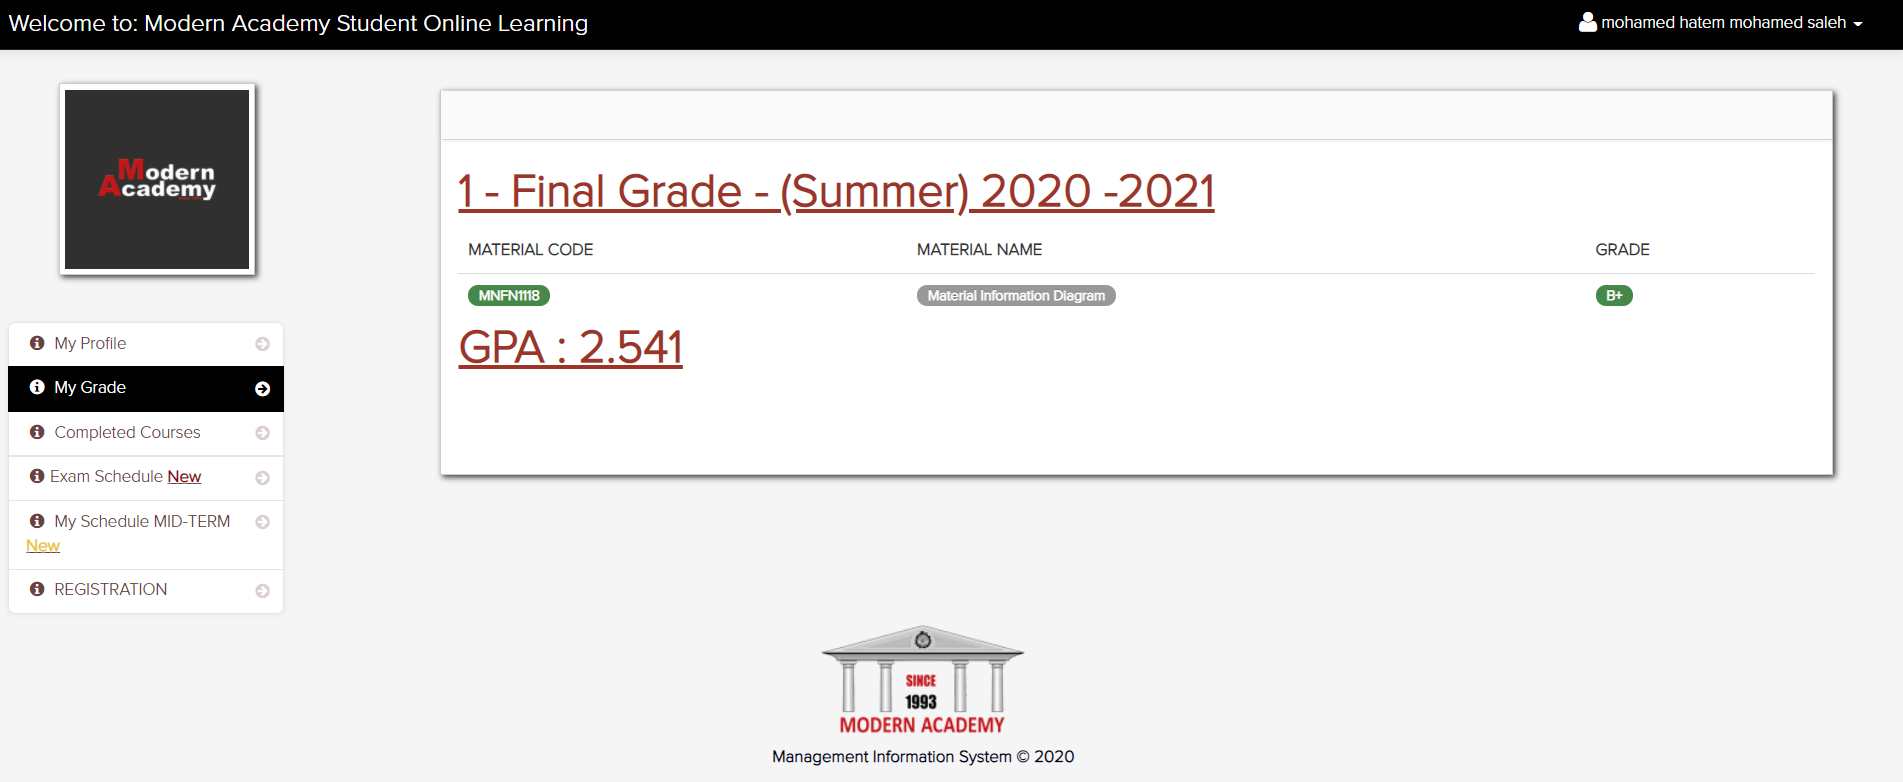 Welcome to: Modern Academy Student Online Learning
mohamed hatem mohamed saleh
Modern
Academy
My Profile
My Grade
Completed Courses
Exam Schedule New
My Schedule MID-TERM
New
REGISTRATION
1 - Final Grade - (Summer) 2020 -2021
MATERIAL CODE MATERIAL NAME GRADE
MNFN1118 Material Information Diagram B+
GPA : 2.541
SINCE
1993
MODERN ACADEMY
Management Information System © 2020